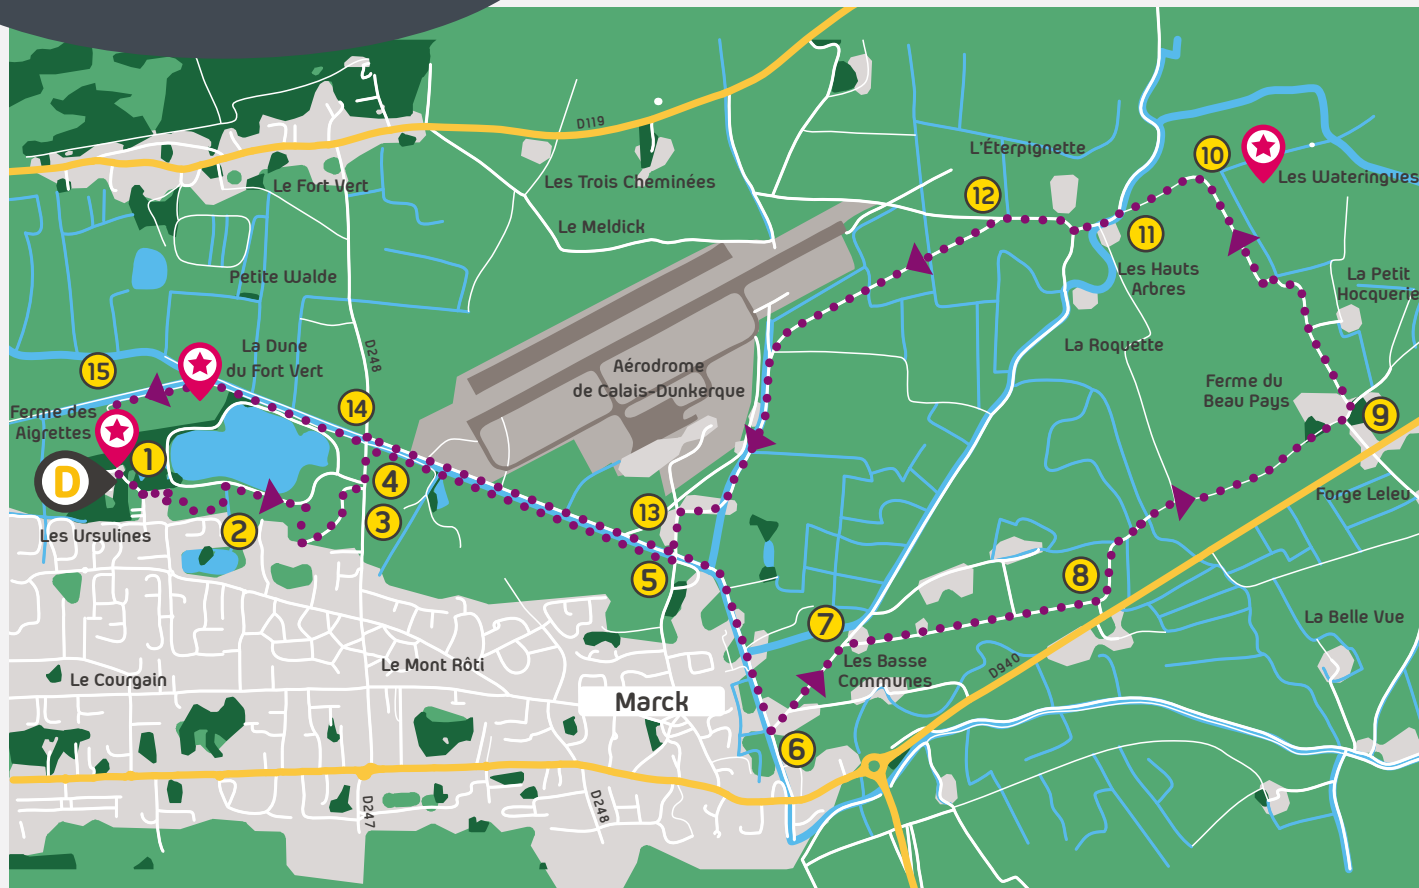 D119
L'Éterpignette
10
Les Wateringues
Le Fort Vert
Les Trois Cheminées
12
Le Meldick
11
Petite Walde
Les Hauts
Arbres
La Petit
Hocquerie
D248
La Dune
du Fort Vert
15
La Roquette
Aérodrome
de Calais-Dunkerque
Ferme du
Beau Pays
14
Ferme des
Aigrettes
9
1
D
4
Forge Leleu
13
3
2
Les Ursulines
5
8
7
La Belle Vue
Le Mont Rôti
Les Basse
Communes
D940
Le Courgain
Marck
6
D247
D248